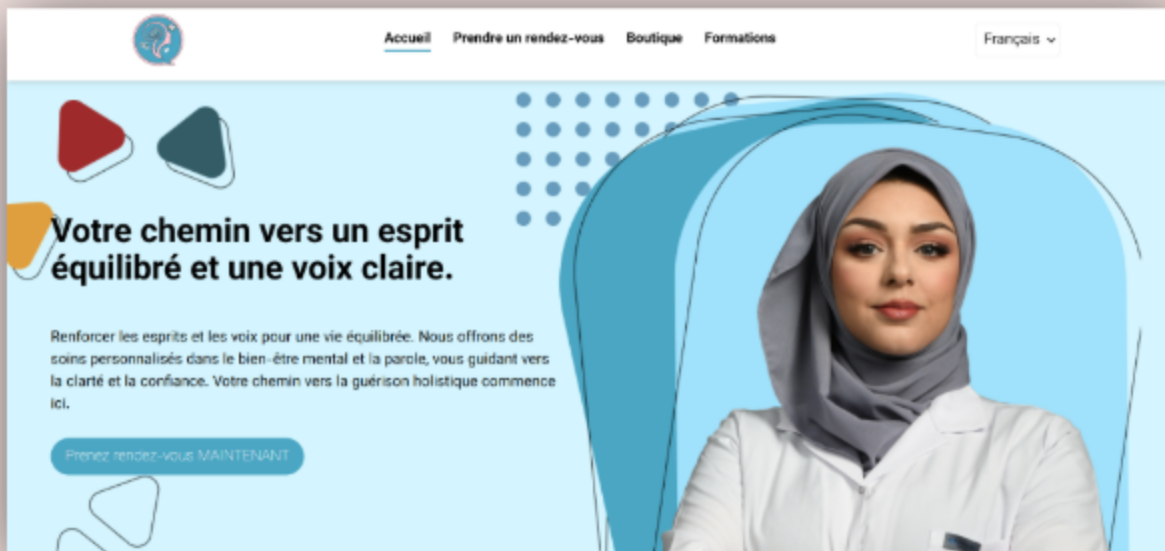 Accueil Prendre un rendez-vous Boutique Formations Français
Votre chemin vers un esprit
équilibré et une voix claire.
Renforcer les esprits et les voix pour une vie équilibrée. Nous offrons des
soins personnalisés dans le bien-être mental et la parole, vous guidant vers
la clarté et la confiance. Votre chemin vers la guérison holistique commence
ici.
Prenez rendez-vous MAINTENANT